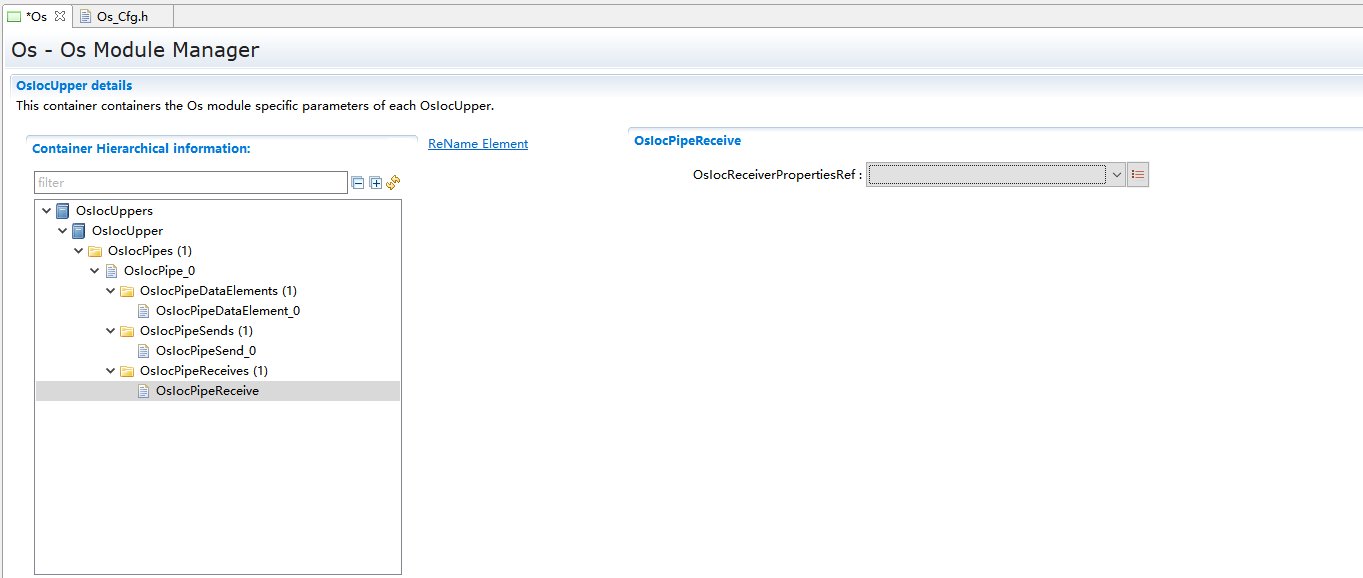 *Os
Os_Cfg.h
Os - Os Module Manager
OsIocUpper details
This container containers the Os module specific parameters of each OsIocUpper.
Container Hierarchical information:
ReName Element
OsIocPipeReceive
filter
OsIocReceiverPropertiesRef :
OsIocUppers
OsIocUpper
OsIocPipes (1)
OsIocPipe_0
OsIocPipeDataElements (1)
OsIocPipeDataElement_0
OsIocPipeSends (1)
OsIocPipeSend_0
OsIocPipeReceives (1)
OsIocPipeReceive